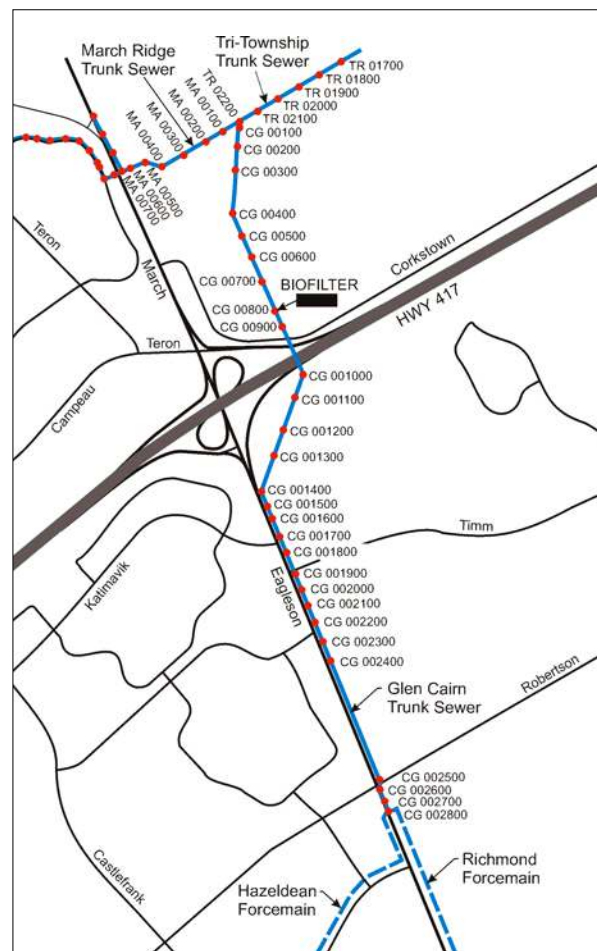 March Ridge
Trunk Sewer
Tri-Township
Trunk Sewer
TR 01700
TR 01800
TR 01900
TR 02000
TR 02100
TR 02200
MA 00100
MA 00200
MA 00300
MA 00400
MA 00500
MA 00600
MA 00700
CG 00100
CG 00200
CG 00300
CG 00400
CG 00500
CG 00600
CG 00700
BIOFILTER
CG 00800
CG 00900
Corkstown
HWY 417
Teron
March
Teron
Campeau
CG 001000
CG 001100
CG 001200
CG 001300
CG 001400
CG 001500
CG 001600
CG 001700
CG 001800
Timm
Katimavik
Eagleson
CG 001900
CG 002000
CG 002100
CG 002200
CG 002300
CG 002400
Robertson
Glen Cairn
Trunk Sewer
CG 002500
CG 002600
CG 002700
CG 002800
Castlefrank
Richmond
Forcemain
Hazeldean
Forcemain